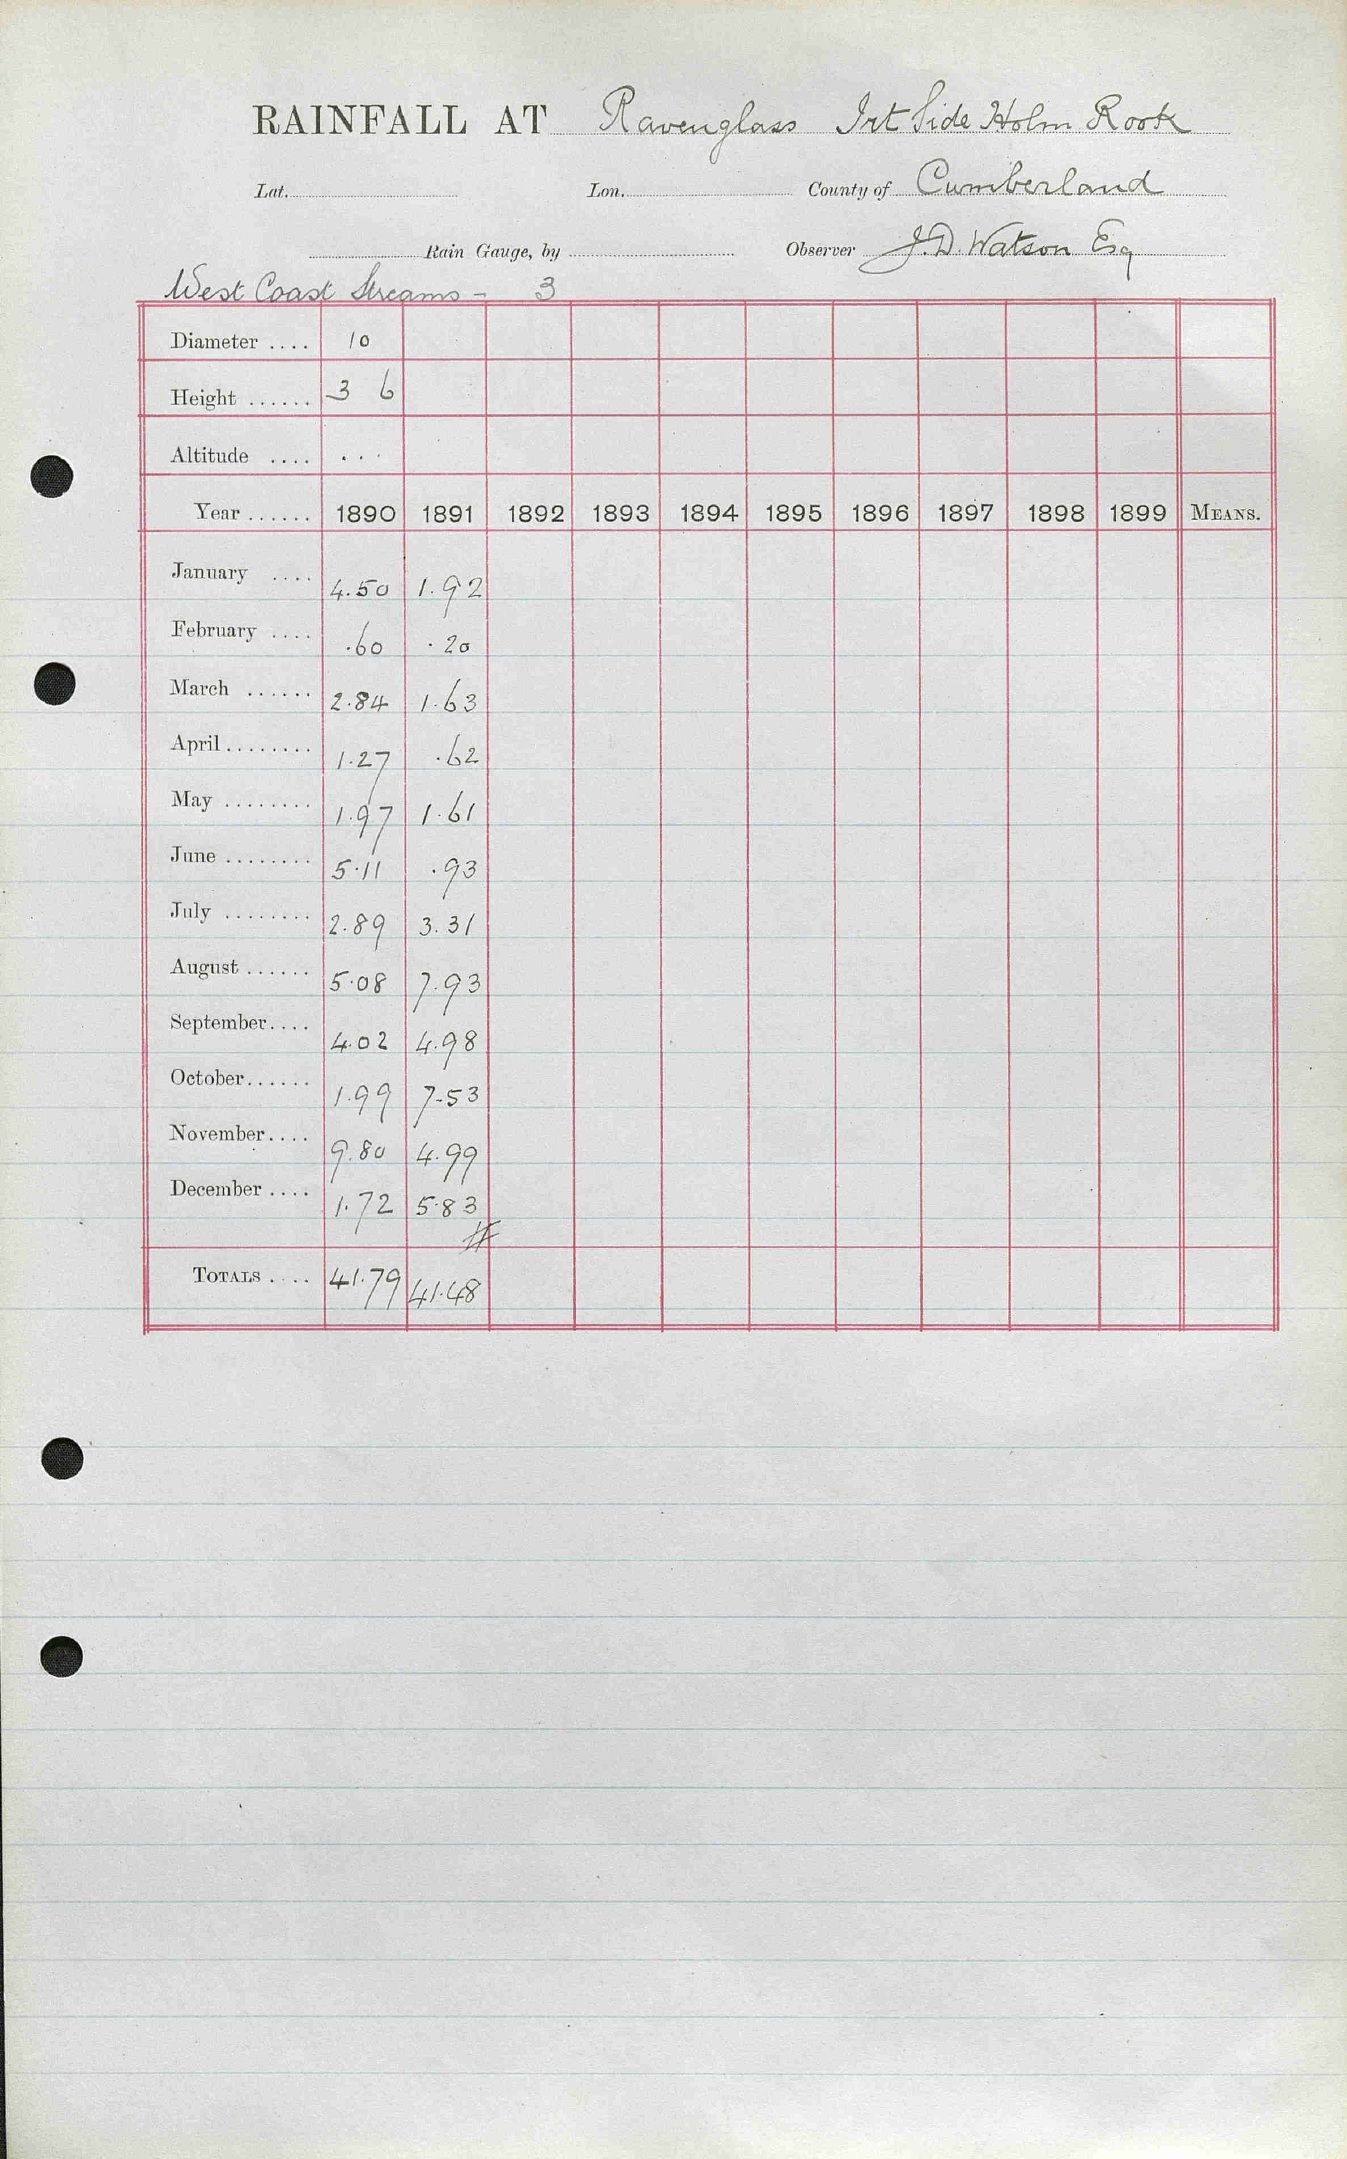 RAINFALL AT Ravenglass Irt Side Holm Rook
Lat. Lon. County of Cumberland
Rain Gauge, by Observer J.D. Watson Esq
West Coast Streams - 3
Diameter .... 10
Height ...... 3 6
Altitude .... ...
Year ...... 1890 1891 1892 1893 1894 1895 1896 1897 1898 1899 MEANS.
January .... 4.50 1.92
February .... .60 .20
March ...... 2.84 1.63
April ........ 1.27 .62
May ........ 1.97 1.61
June ........ 5.11 .93
July ........ 2.89 3.31
August ...... 5.08 7.93
September.... 4.02 4.98
October...... 1.99 7.53
November.... 9.80 4.99
December .... 1.72 5.83
#
TOTALS .... 41.79 41.48